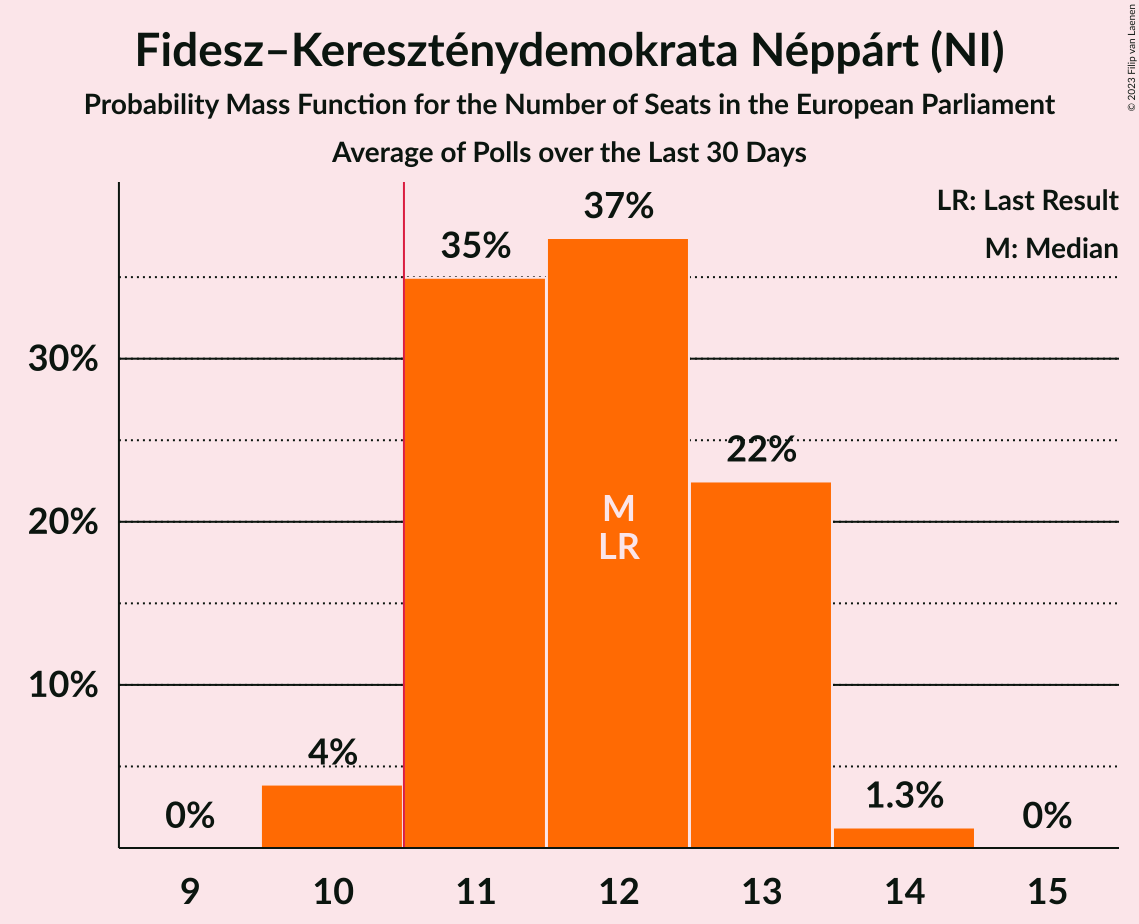 Fidesz–Kereszténydemokrata Néppárt (NI)
Probability Mass Function for the Number of Seats in the European Parliament
Average of Polls over the Last 30 Days
© 2023 Filip van Laenen
LR: Last Result
M: Median
37%
35%
30%
22%
20%
M
LR
10%
4%
1.3%
0%
0%
9 10 11 12 13 14 15